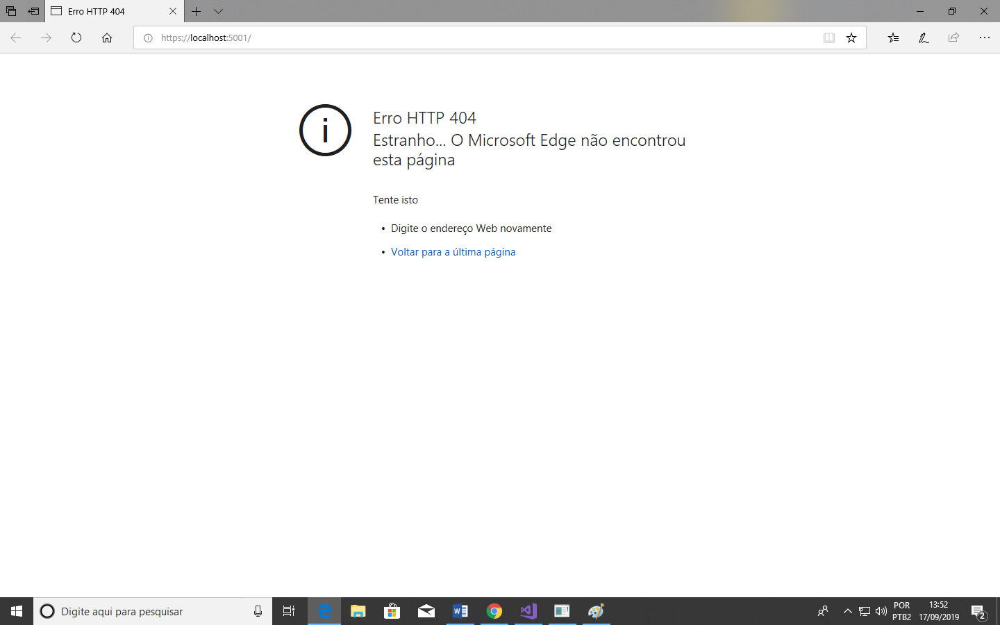 Erro HTTP 404
https://localhost:5001/
i
Erro HTTP 404
Estranho... O Microsoft Edge não encontrou
esta página
Tente isto
• Digite o endereço Web novamente
• Voltar para a última página
Digite aqui para pesquisar
POR
PTB2
13:52
17/09/2019
2